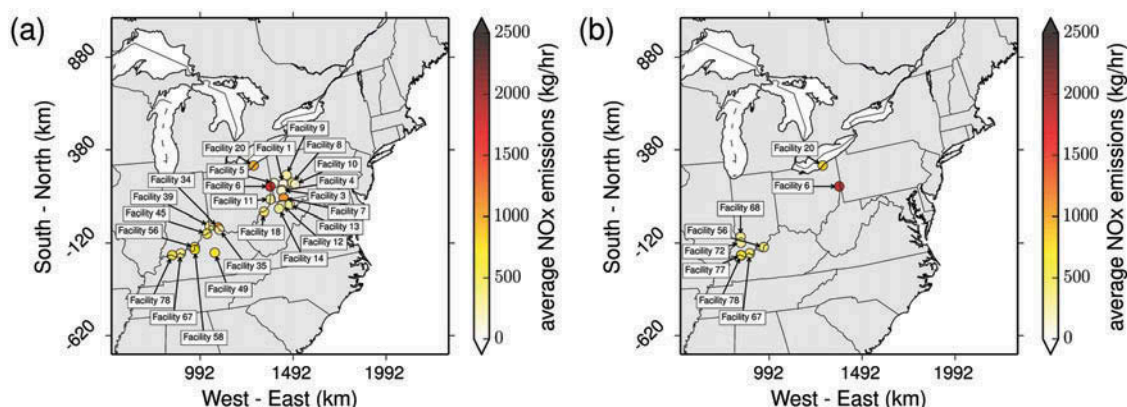 (a)
880
380
-120
-620
South - North (km)
992
1492
1992
West - East (km)
Facility 9
Facility 20
Facility 1
Facility 8
Facility 5
Facility 10
Facility 34
Facility 6
Facility 4
Facility 39
Facility 11
Facility 3
Facility 45
Facility 7
Facility 56
Facility 18
Facility 13
Facility 12
Facility 35
Facility 14
Facility 49
Facility 78
Facility 67
Facility 58
2500
2000
1500
1000
500
0
average NOx emissions (kg/hr)
(b)
880
380
-120
-620
South - North (km)
992
1492
1992
West - East (km)
Facility 20
Facility 6
Facility 68
Facility 56
Facility 72
Facility 77
Facility 78
Facility 67
2500
2000
1500
1000
500
0
average NOx emissions (kg/hr)